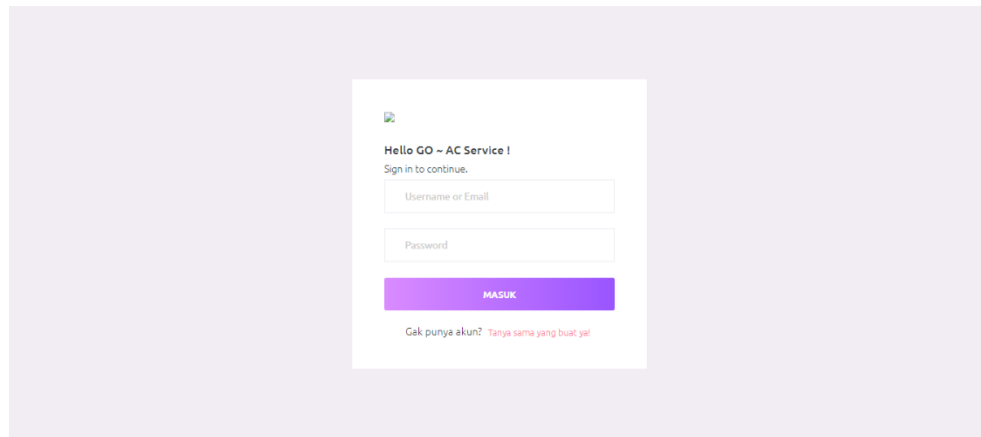 Hello GO ~ AC Service !
Sign in to continue.
Username or Email
Password
MASUK
Gak punya akun? Tanya sama yang buat ya!